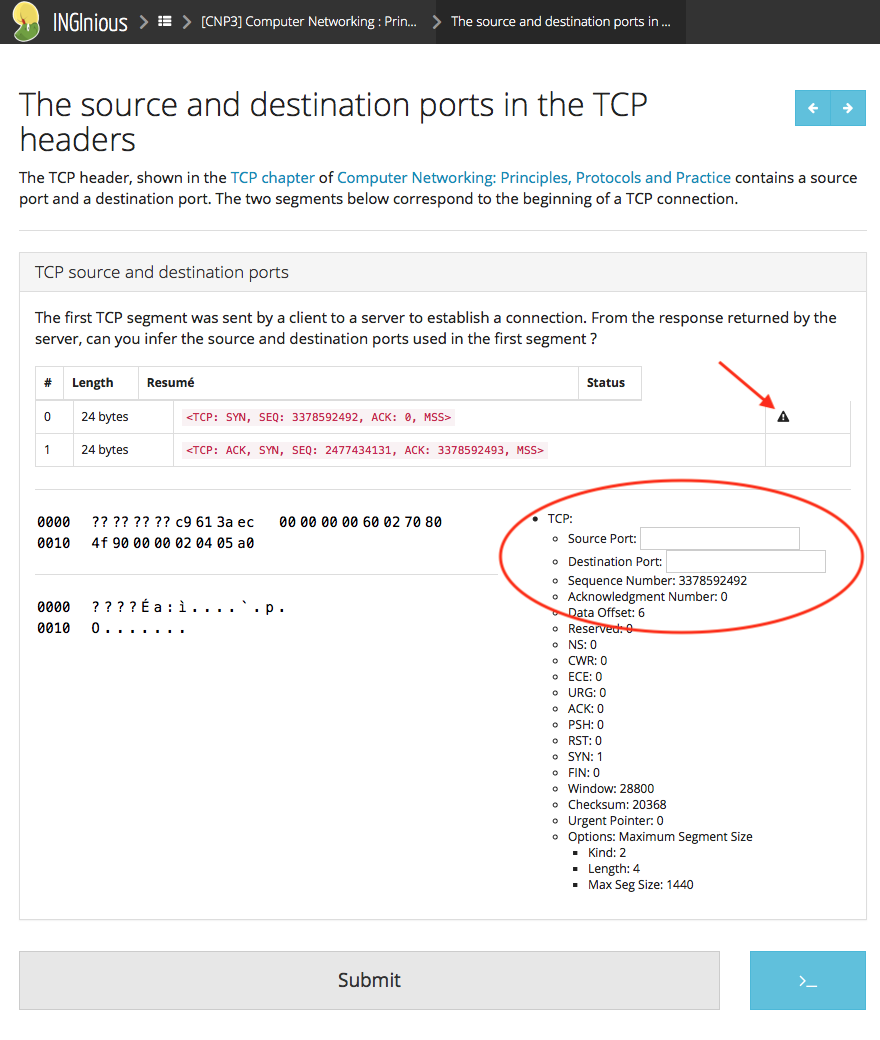 INGInious
[CNP3] Computer Networking : Prin...
The source and destination ports in ...
The source and destination ports in the TCP
headers
The TCP header, shown in the TCP chapter of Computer Networking: Principles, Protocols and Practice contains a source
port and a destination port. The two segments below correspond to the beginning of a TCP connection.
TCP source and destination ports
The first TCP segment was sent by a client to a server to establish a connection. From the response returned by the
server, can you infer the source and destination ports used in the first segment ?
# Length Resumé Status
0 24 bytes <TCP: SYN, SEQ: 3378592492, ACK: 0, MSS>
1 24 bytes <TCP: ACK, SYN, SEQ: 2477434131, ACK: 3378592493, MSS>
0000 ?? ?? ?? ?? c9 61 3a ec 00 00 00 00 60 02 70 80
0010 4f 90 00 00 02 04 05 a0
0000 ????Éa:ì....`.p.
0010 O.......
TCP:
Source Port:
Destination Port:
Sequence Number: 3378592492
Acknowledgment Number: 0
Data Offset: 6
Reserved: 0
NS: 0
CWR: 0
ECE: 0
URG: 0
ACK: 0
PSH: 0
RST: 0
SYN: 1
FIN: 0
Window: 28800
Checksum: 20368
Urgent Pointer: 0
Options: Maximum Segment Size
Kind: 2
Length: 4
Max Seg Size: 1440
Submit
>_